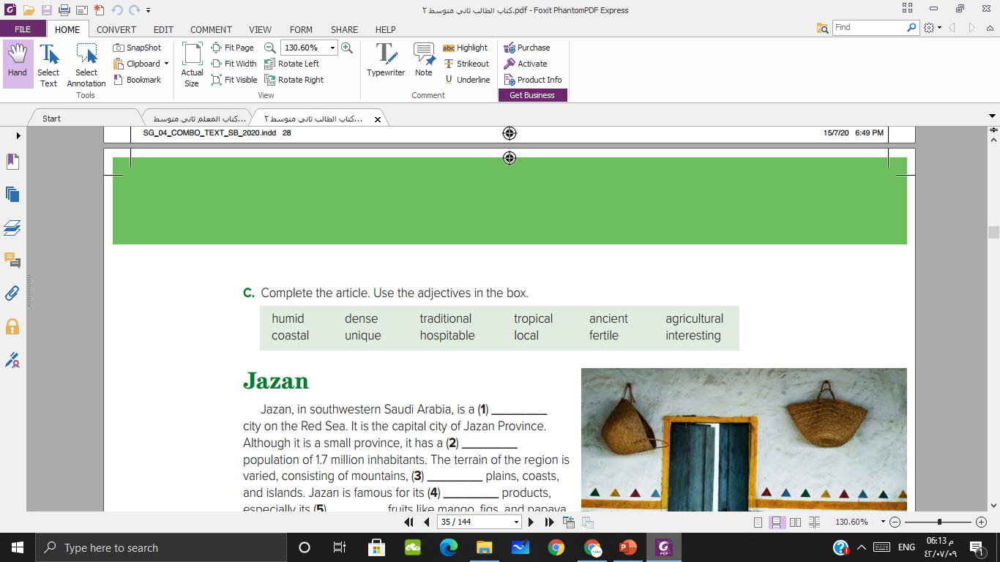 كتاب الطالب ثاني متوسط ٢.pdf - Foxit PhantomPDF Express
FILE HOME CONVERT EDIT COMMENT VIEW FORM SHARE HELP
Find
Hand
Select Text
Select Annotation
SnapShot
Clipboard
Bookmark
Tools
Actual Size
Fit Page
Fit Width
Fit Visible
130.60%
Rotate Left
Rotate Right
View
Typewriter
Note
Highlight
Strikeout
Underline
Comment
Purchase
Activate
Product Info
Get Business
Start
كتاب المعلم ثاني متوسط...
كتاب الطالب ثاني متوسط ٢...
SG_04_COMBO_TEXT_SB_2020.indd 28
15/7/20 6:49 PM
C. Complete the article. Use the adjectives in the box.
humid dense traditional tropical ancient agricultural
coastal unique hospitable local fertile interesting
Jazan
Jazan, in southwestern Saudi Arabia, is a (1) _________
city on the Red Sea. It is the capital city of Jazan Province.
Although it is a small province, it has a (2) _________
population of 1.7 million inhabitants. The terrain of the region is
varied, consisting of mountains, (3) _________ plains, coasts,
and islands. Jazan is famous for its (4) _________ products,
especially its (5) _________ fruits like mango, figs, and papaya.
35 / 144
130.60%
Type here to search
ENG
06:13 م
٤٢/٠٧/٠٩